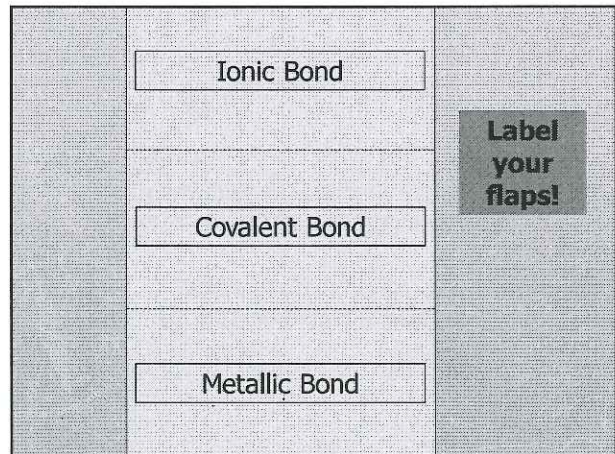 Ionic Bond
Label
your
flaps!
Covalent Bond
Metallic Bond